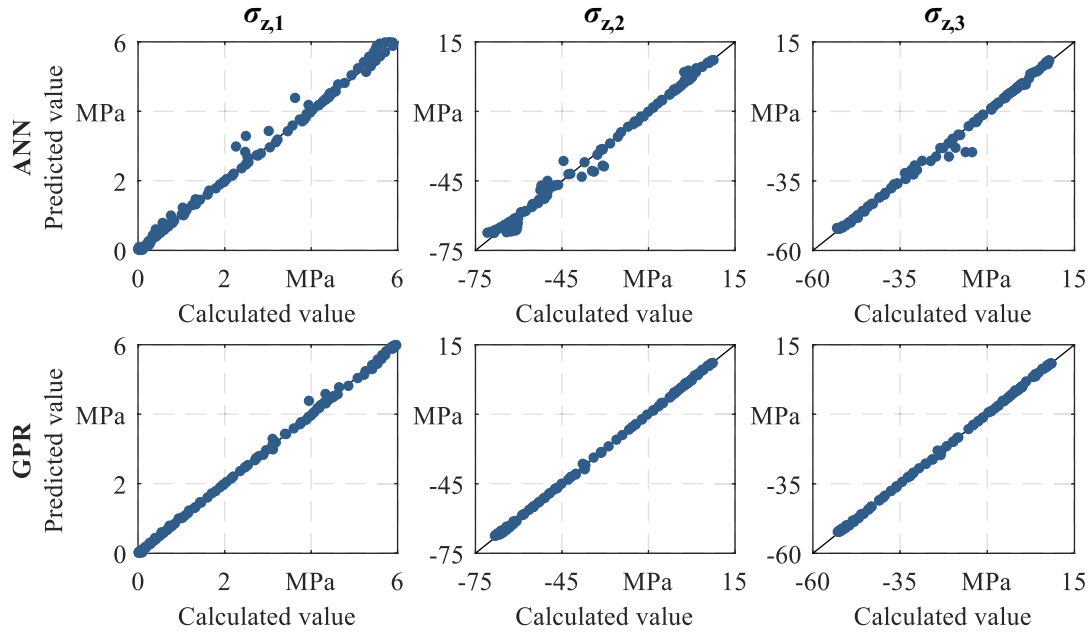 σz,1 σz,2 σz,3
ANN
Predicted value
6 MPa 2 0
0 2 MPa 6
Calculated value
15 -45 -75
-75 -45 MPa 15
Calculated value
15 -35 -60
-60 -35 MPa 15
Calculated value
GPR
Predicted value
6 MPa 2 0
0 2 MPa 6
Calculated value
15 MPa -45 -75
-75 -45 MPa 15
Calculated value
15 MPa -35 -60
-60 -35 MPa 15
Calculated value